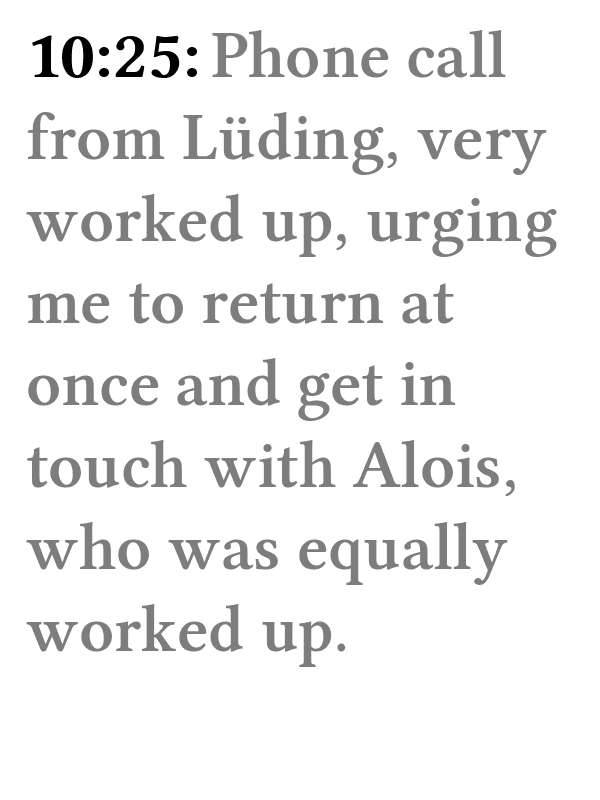 10:25: Phone call
from Lüding, very
worked up, urging
me to return at
once and get in
touch with Alois,
who was equally
worked up.